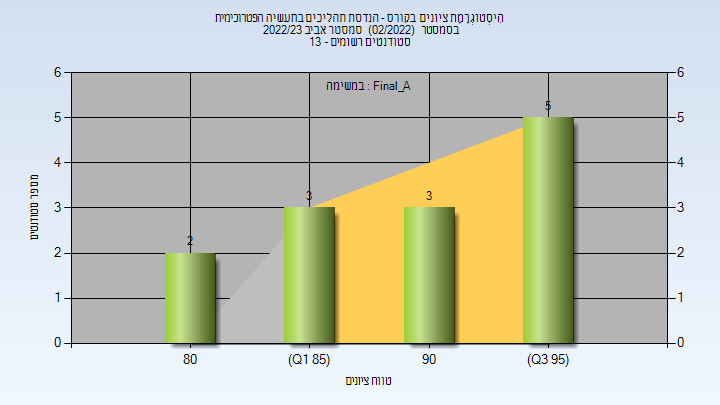 היסטוגרמת ציונים בקורס - הנדסת תהליכים בתעשיה הפטרוכימית
בסמסטר (02/2022) סמסטר אביב 2022/23
סטודנטים רשומים - 13
במשימה : Final_A
6 6
5 5 5
4 4
3 3 3 3
2 2 2
1 1
0 0
מספר סטודנטים
80 (Q1 85) 90 (Q3 95)
טווח ציונים